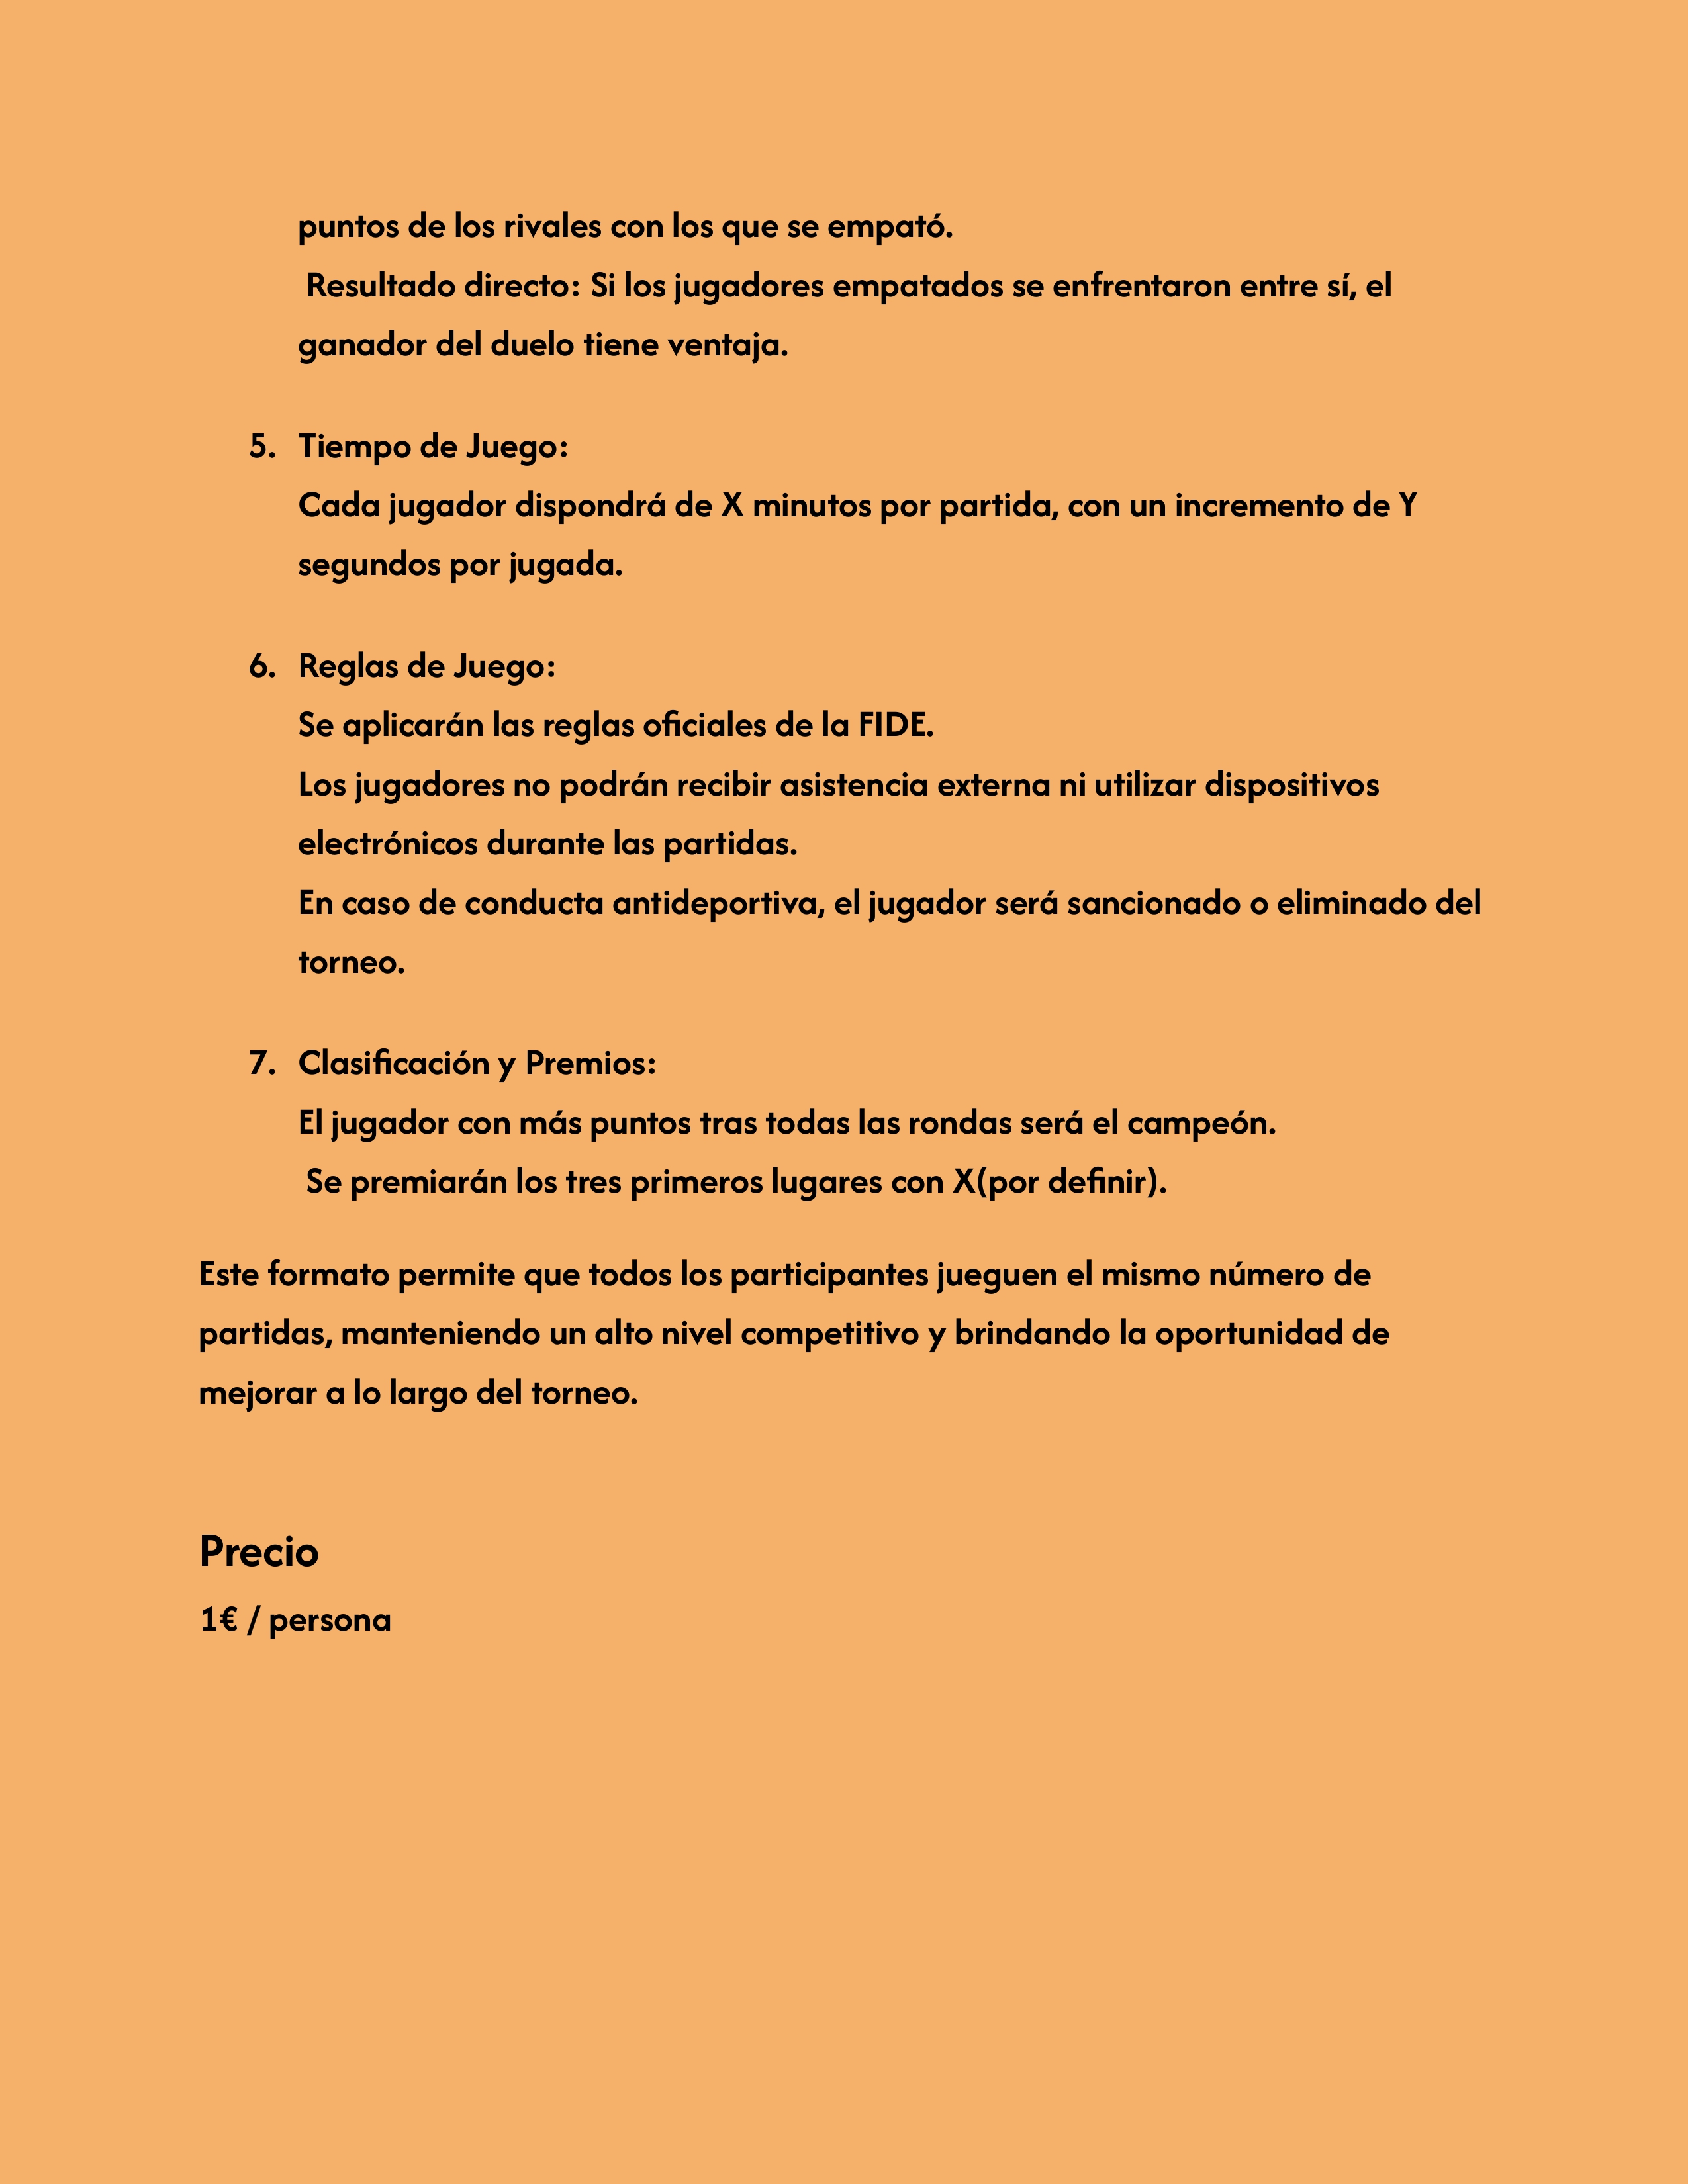 puntos de los rivales con los que se empató.
Resultado directo: Si los jugadores empatados se enfrentaron entre sí, el
ganador del duelo tiene ventaja.
5. Tiempo de Juego:
Cada jugador dispondrá de X minutos por partida, con un incremento de Y
segundos por jugada.
6. Reglas de Juego:
Se aplicarán las reglas oficiales de la FIDE.
Los jugadores no podrán recibir asistencia externa ni utilizar dispositivos
electrónicos durante las partidas.
En caso de conducta antideportiva, el jugador será sancionado o eliminado del
torneo.
7. Clasificación y Premios:
El jugador con más puntos tras todas las rondas será el campeón.
Se premiarán los tres primeros lugares con X(por definir).
Este formato permite que todos los participantes jueguen el mismo número de
partidas, manteniendo un alto nivel competitivo y brindando la oportunidad de
mejorar a lo largo del torneo.
Precio
1€ / persona